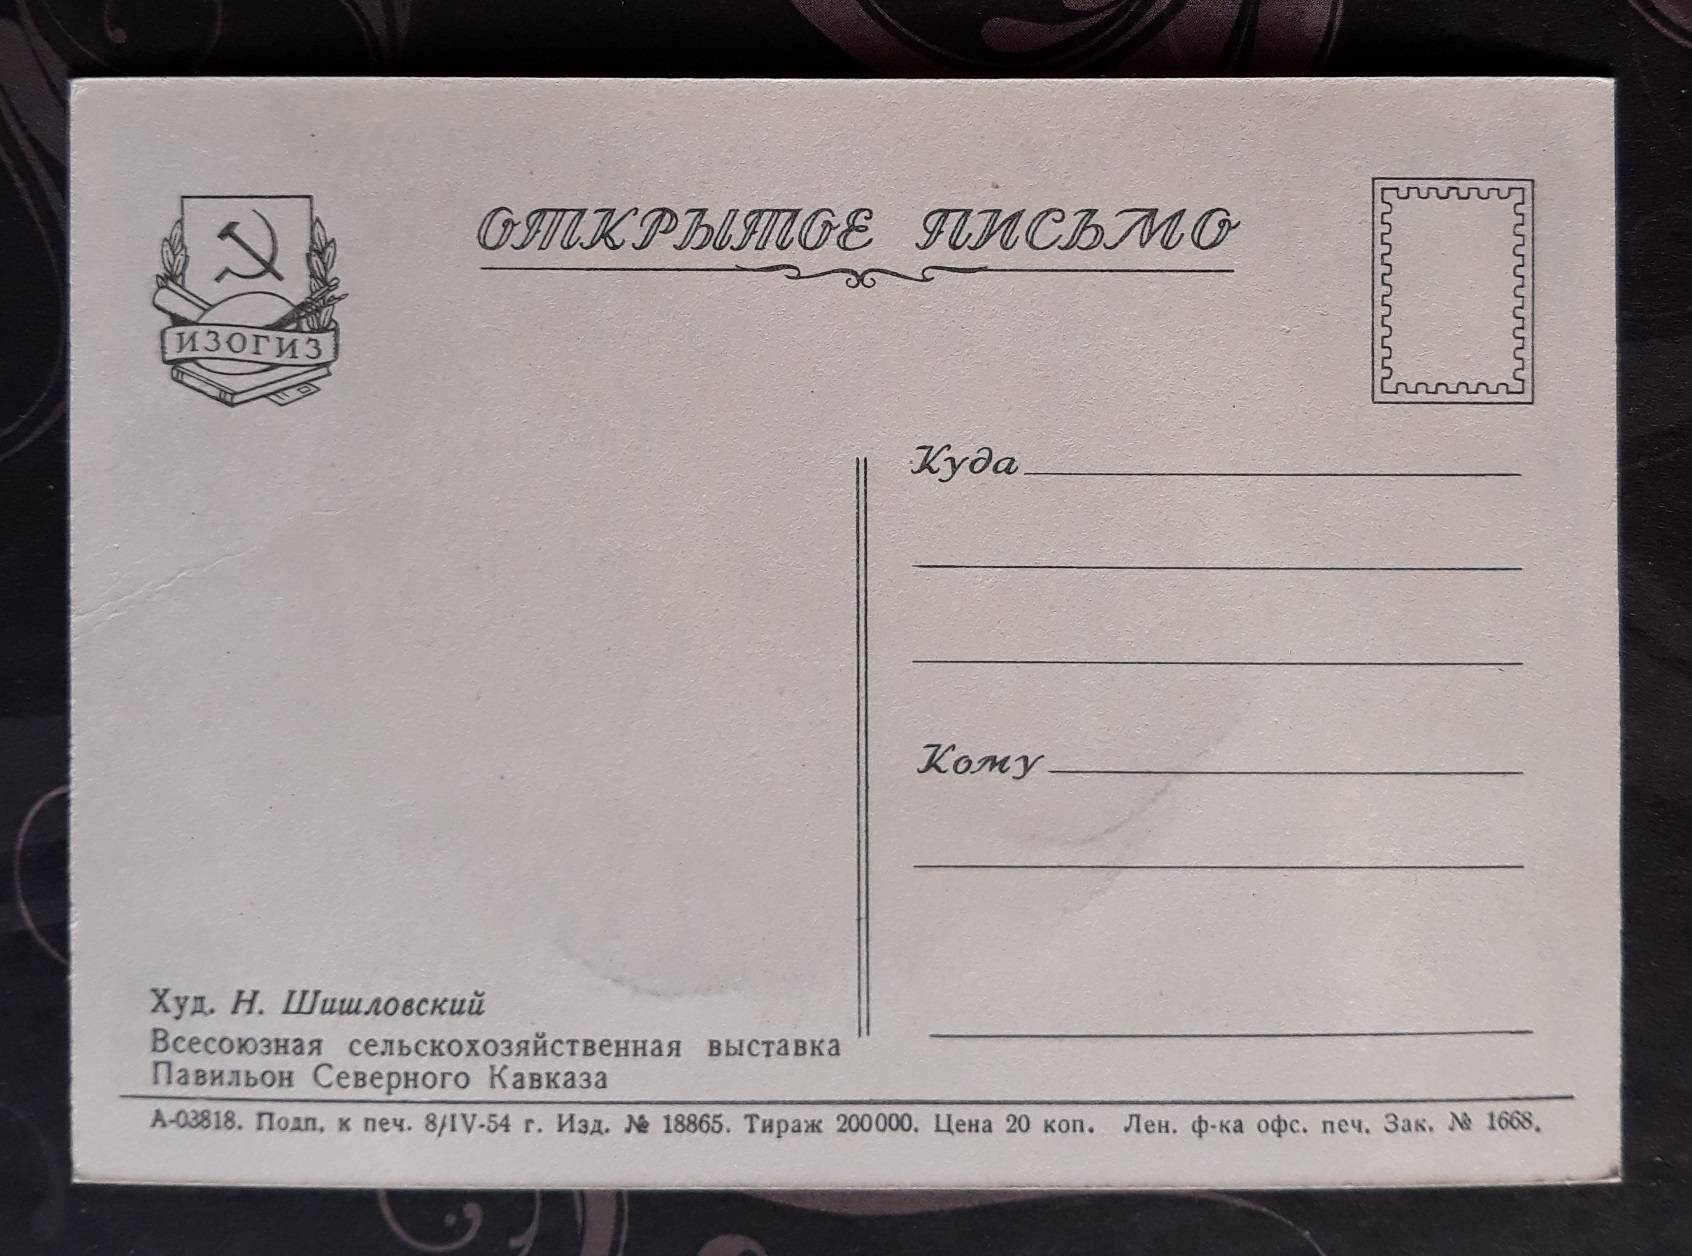 ОТКРЫТОЕ ПИСЬМО
ИЗОГИЗ
Куда
Кому
Худ. Н. Шишловский
Всесоюзная сельскохозяйственная выставка
Павильон Северного Кавказа
А-03818. Подп. к печ. 8/IV-54 г. Изд. № 18865. Тираж 200000. Цена 20 коп. Лен. ф-ка офс. печ. Зак. № 1668.